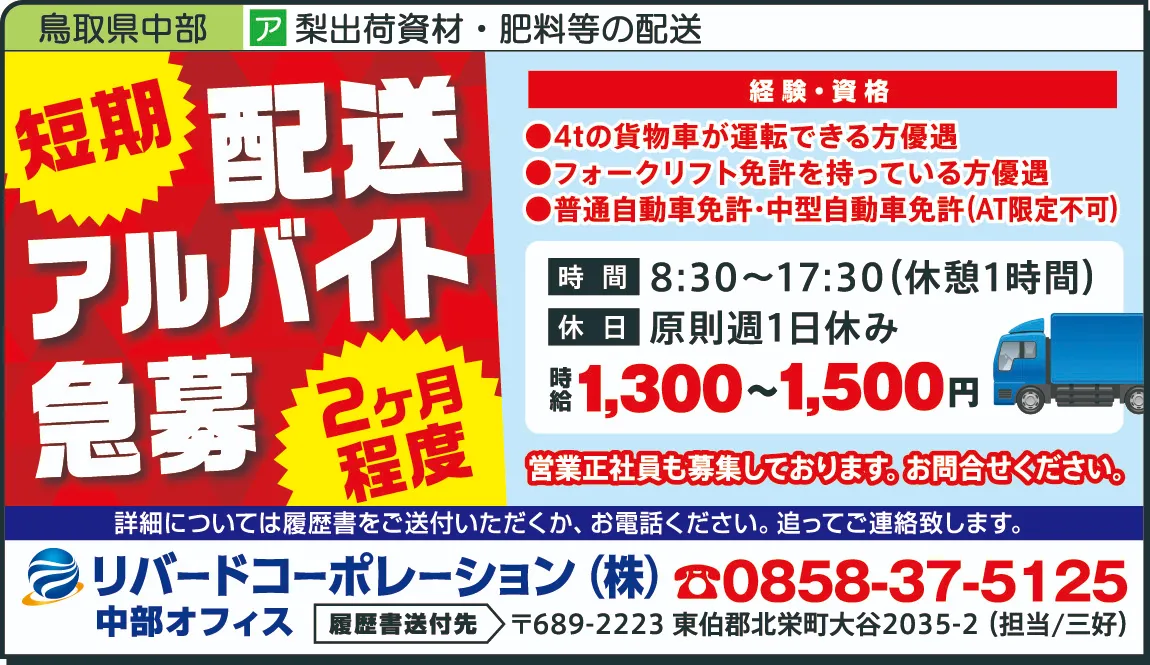 鳥取県中部
ア 梨出荷資材・肥料等の配送
短期
配送
アルバイト
急募
2ヶ月
程度
経験・資格
●4tの貨物車が運転できる方優遇
●フォークリフト免許を持っている方優遇
●普通自動車免許・中型自動車免許(AT限定不可)
時間 8:30〜17:30(休憩1時間)
休日 原則週1日休み
時給 1,300〜1,500円
営業正社員も募集しております。お問合せください。
詳細については履歴書をご送付いただくか、お電話ください。追ってご連絡致します。
リバードコーポレーション(株) ☎0858-37-5125
中部オフィス 履歴書送付先 〒689-2223 東伯郡北栄町大谷2035-2(担当/三好)